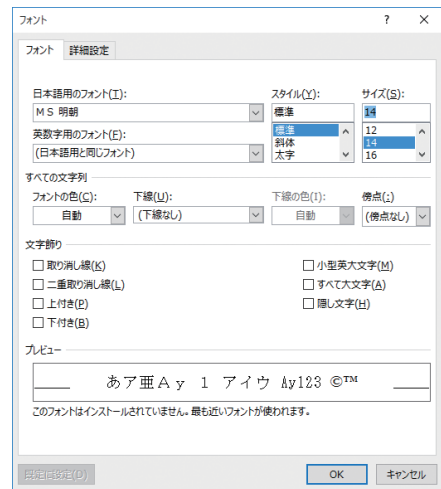 フォント ? ×
フォント 詳細設定
日本語用のフォント(T): スタイル(Y): サイズ(S):
ＭＳ 明朝 標準 14
標準 12
英数字用のフォント(F): 斜体 14
(日本語用と同じフォント) 太字 16
すべての文字列
フォントの色(C): 下線(U): 下線の色(I): 傍点(:)
自動 (下線なし) 自動 (傍点なし)
文字飾り
取り消し線(K) 小型英大文字(M)
二重取り消し線(L) すべて大文字(A)
上付き(P) 隠し文字(H)
下付き(B)
プレビュー
あア亜Ａｙ １ アイウ Ay123 ©™
このフォントはインストールされていません。最も近いフォントが使われます。
既定に設定(D) OK キャンセル